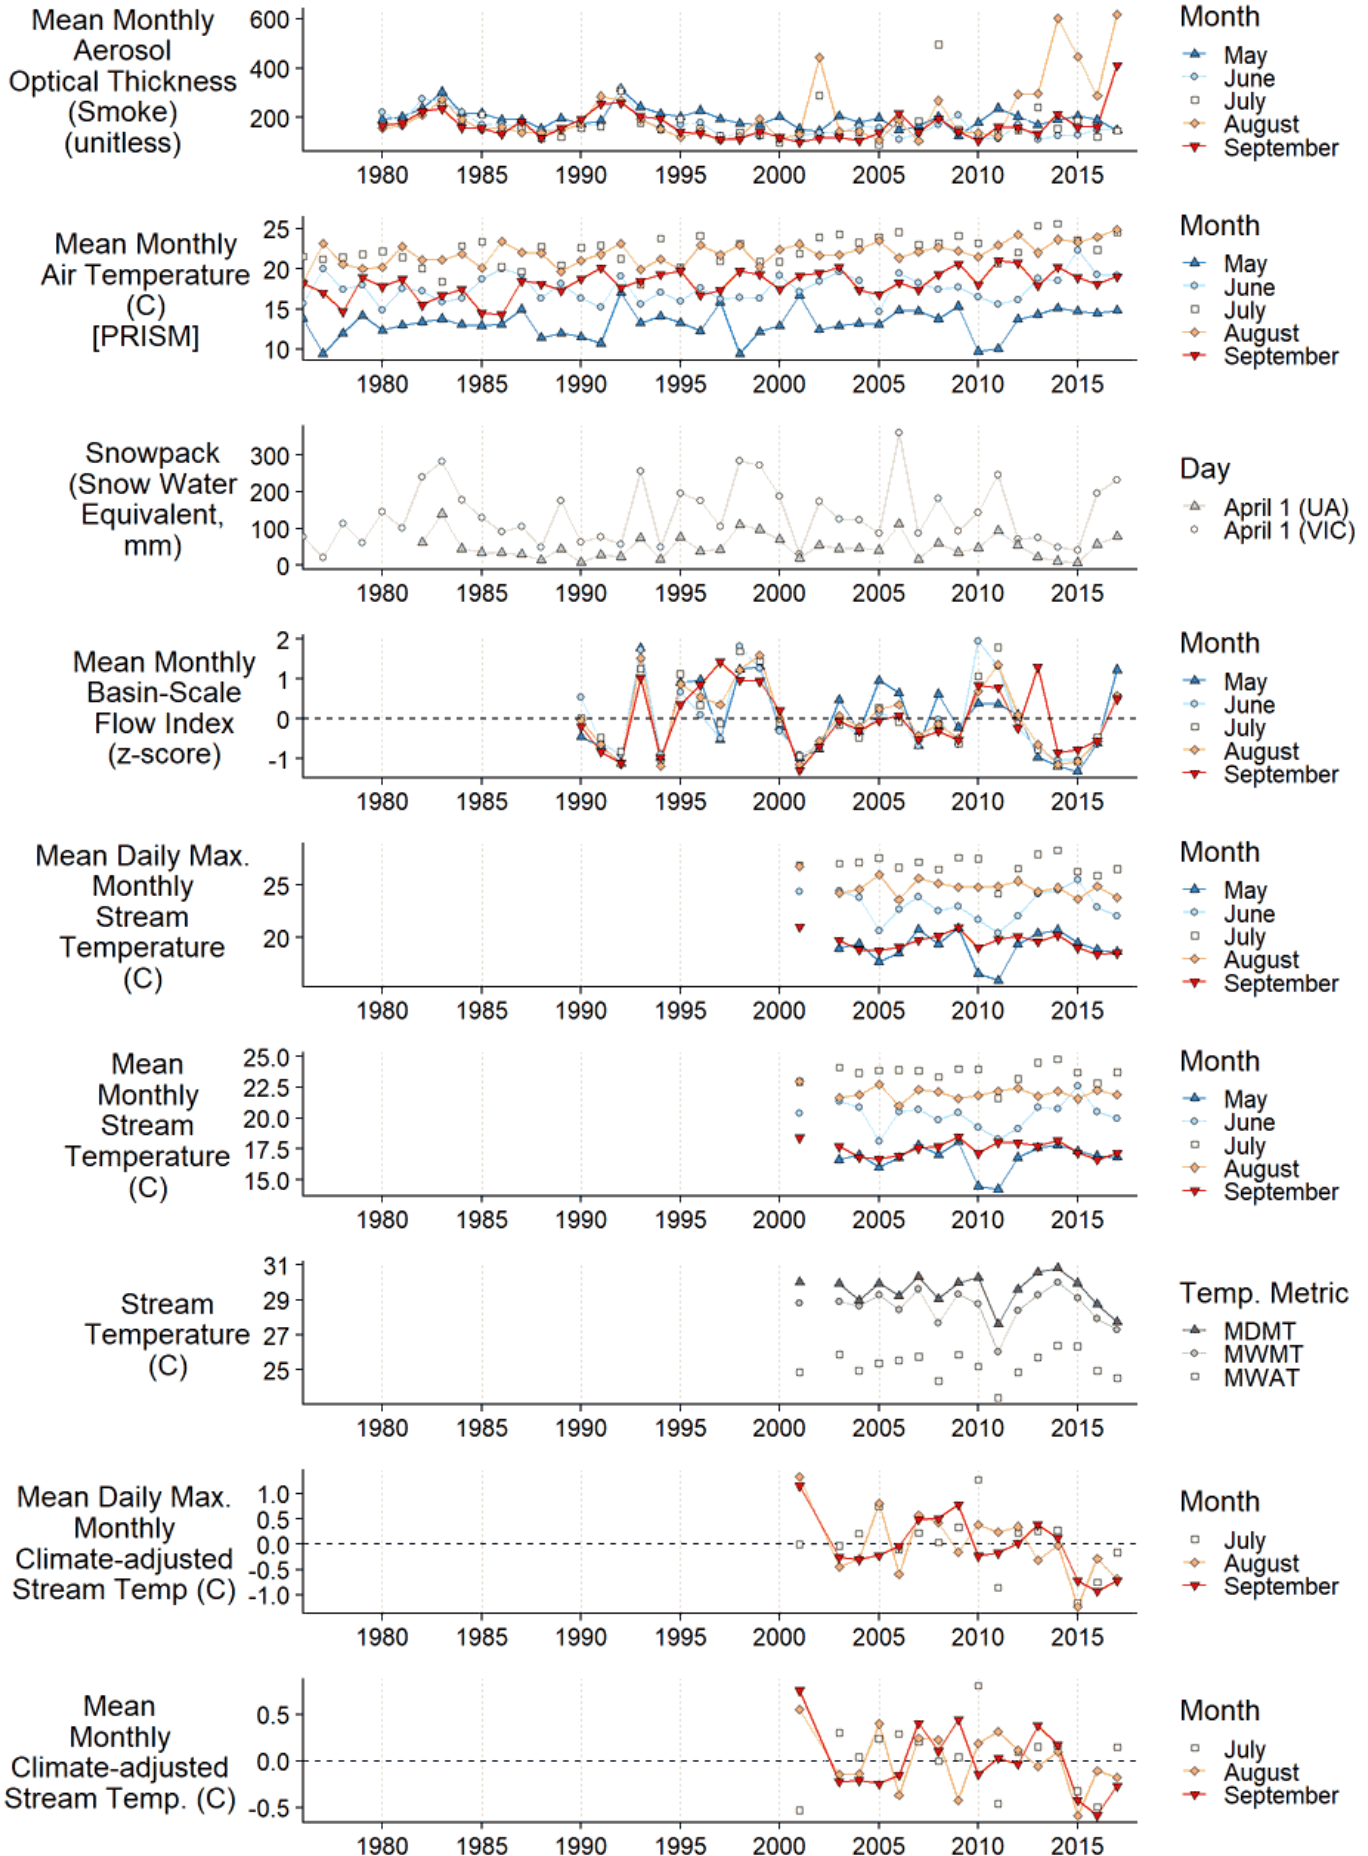 Mean Monthly
Aerosol
Optical Thickness
(Smoke)
(unitless)
600
400
200
1980 1985 1990 1995 2000 2005 2010 2015
Month
May
June
July
August
September
Mean Monthly
Air Temperature
(C)
[PRISM]
25
20
15
10
1980 1985 1990 1995 2000 2005 2010 2015
Month
May
June
July
August
September
Snowpack
(Snow Water
Equivalent,
mm)
300
200
100
0
1980 1985 1990 1995 2000 2005 2010 2015
Day
April 1 (UA)
April 1 (VIC)
Mean Monthly
Basin-Scale
Flow Index
(z-score)
2
1
0
-1
1980 1985 1990 1995 2000 2005 2010 2015
Month
May
June
July
August
September
Mean Daily Max.
Monthly
Stream
Temperature
(C)
25
20
1980 1985 1990 1995 2000 2005 2010 2015
Month
May
June
July
August
September
Mean
Monthly
Stream
Temperature
(C)
25.0
22.5
20.0
17.5
15.0
1980 1985 1990 1995 2000 2005 2010 2015
Month
May
June
July
August
September
Stream
Temperature
(C)
31
29
27
25
1980 1985 1990 1995 2000 2005 2010 2015
Temp. Metric
MDMT
MWMT
MWAT
Mean Daily Max.
Monthly
Climate-adjusted
Stream Temp (C)
1.0
0.5
0.0
-0.5
-1.0
1980 1985 1990 1995 2000 2005 2010 2015
Month
July
August
September
Mean
Monthly
Climate-adjusted
Stream Temp. (C)
0.5
0.0
-0.5
1980 1985 1990 1995 2000 2005 2010 2015
Month
July
August
September